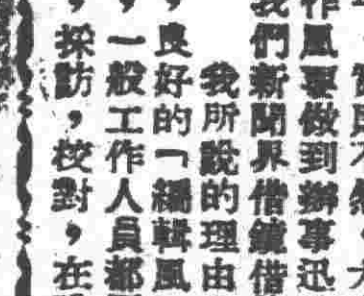 作風要做到辦事迅
我們新聞界借鏡借
我所說的理由
，良好的「編輯風
，一般工作人員都
，採訪，校對，在